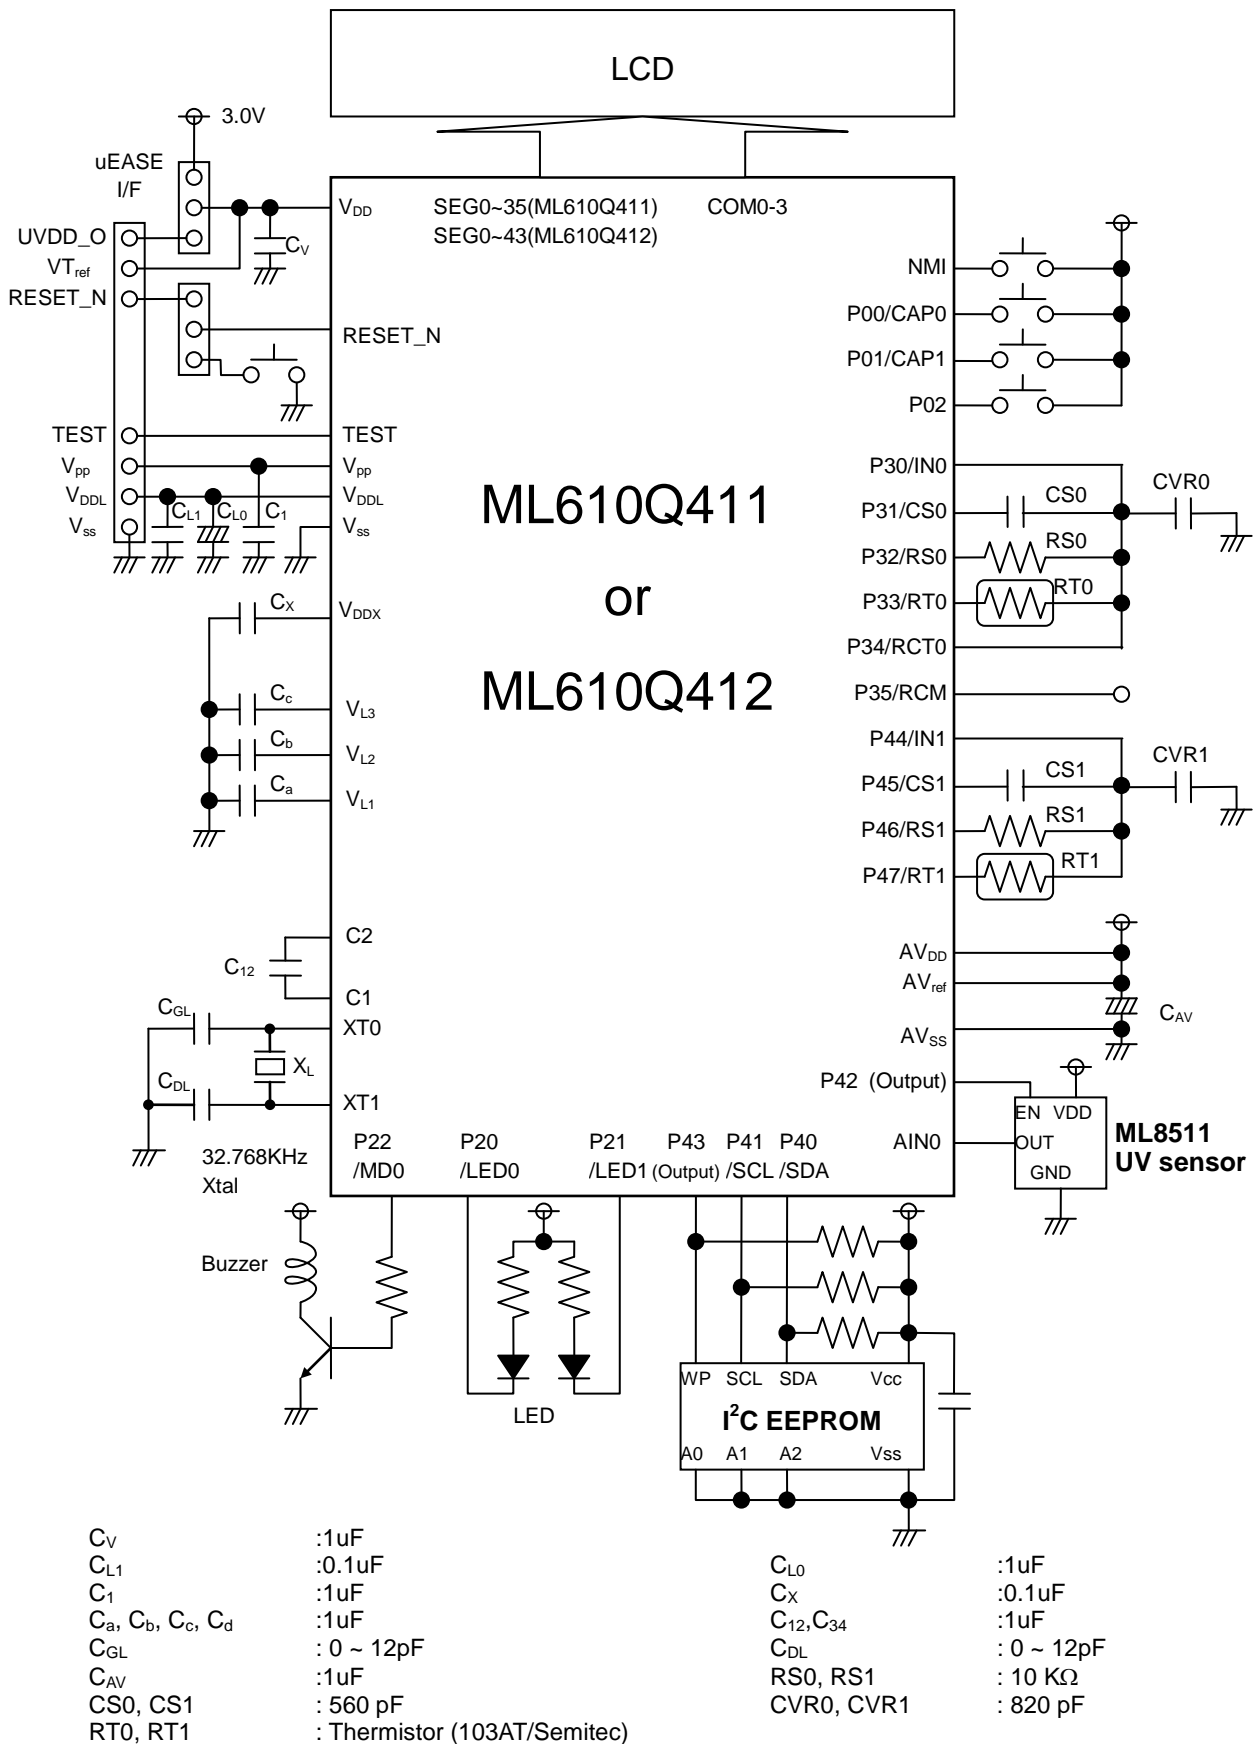 LCD
3.0V
uEASE
I/F
UVDD_O
VTref
RESET_N
TEST
Vpp
VDDL
Vss
CV
CL1
CL0
C1
VDD
SEG0~35(ML610Q411)
COM0-3
SEG0~43(ML610Q412)
RESET_N
TEST
Vpp
VDDL
Vss
CX
VDDX
Cc
VL3
Cb
VL2
Ca
VL1
C2
C12
C1
CGL
XT0
XL
CDL
XT1
32.768KHz
Xtal
ML610Q411
or
ML610Q412
NMI
P00/CAP0
P01/CAP1
P02
P30/IN0
P31/CS0
CS0
CVR0
P32/RS0
RS0
P33/RT0
RT0
P34/RCT0
P35/RCM
P44/IN1
P45/CS1
CS1
CVR1
P46/RS1
RS1
P47/RT1
RT1
AVDD
AVref
CAV
AVSS
P42 (Output)
AIN0
EN VDD
OUT
GND
ML8511
UV sensor
P22
/MD0
P20
/LED0
P21
/LED1
P43
(Output)
P41
/SCL
P40
/SDA
Buzzer
LED
WP SCL SDA Vcc
I2C EEPROM
A0 A1 A2 Vss
CV :1uF
CL1 :0.1uF
C1 :1uF
Ca, Cb, Cc, Cd :1uF
CGL : 0 ~ 12pF
CAV :1uF
CS0, CS1 : 560 pF
RT0, RT1 : Thermistor (103AT/Semitec)
CL0 :1uF
CX :0.1uF
C12,C34 :1uF
CDL : 0 ~ 12pF
RS0, RS1 : 10 KΩ
CVR0, CVR1 : 820 pF